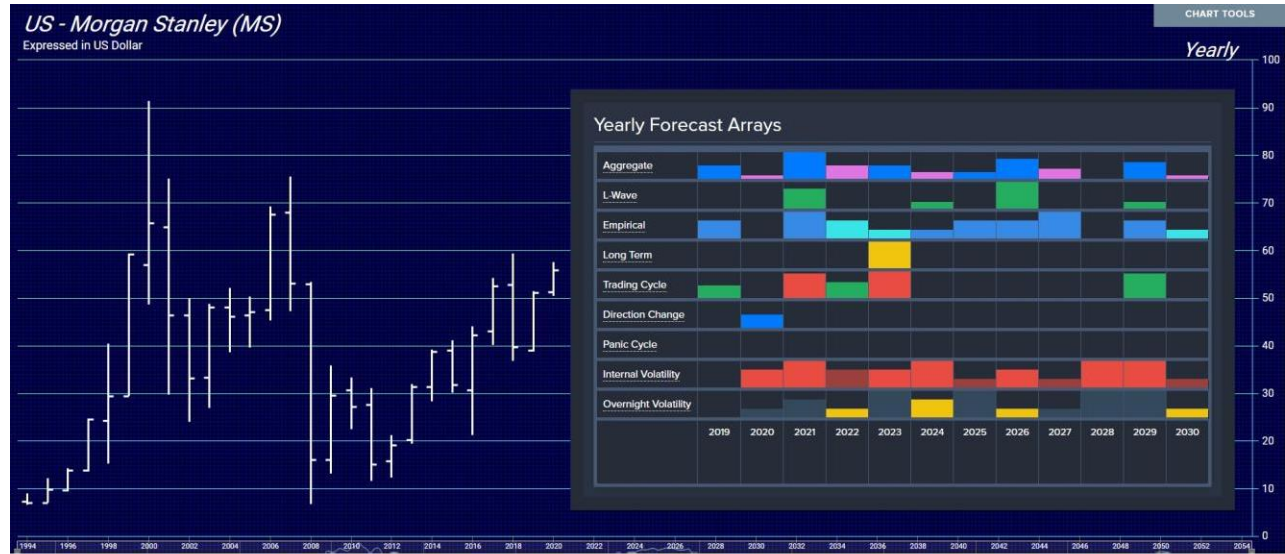 US - Morgan Stanley (MS)
Expressed in US Dollar
CHART TOOLS
Yearly
100
90
80
70
60
50
40
30
20
10
0
Yearly Forecast Arrays
Aggregate
L-Wave
Empirical
Long Term
Trading Cycle
Direction Change
Panic Cycle
Internal Volatility
Overnight Volatility
2019 2020 2021 2022 2023 2024 2025 2026 2027 2028 2029 2030
1994 1996 1998 2000 2002 2004 2006 2008 2010 2012 2014 2016 2018 2020 2022 2024 2026 2028 2030 2032 2034 2036 2038 2040 2042 2044 2046 2048 2050 2052 2054